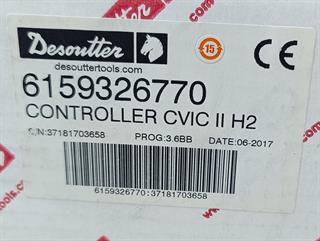 Desoutter
desouttertools.com
15
CE
6159326770
CONTROLLER CVIC II H2
S/N:37181703658 PROG:3.6BB DATE:06-2017
6159326770:37181703658